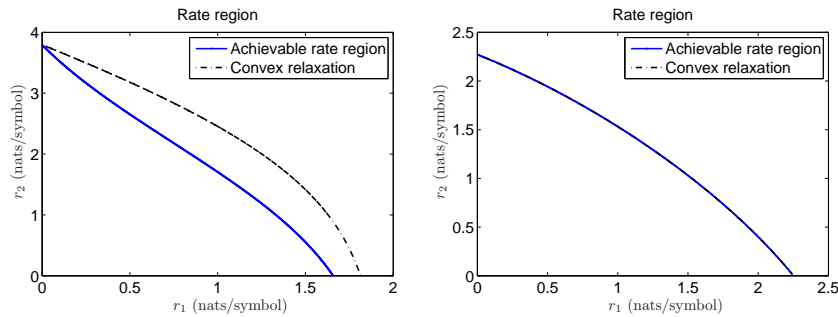 Rate region
4
3
2
1
0
0
0.5
1
1.5
2
r₂ (nats/symbol)
r₁ (nats/symbol)
Achievable rate region
Convex relaxation
Rate region
2.5
2
1.5
1
0.5
0
0
0.5
1
1.5
2
2.5
r₂ (nats/symbol)
r₁ (nats/symbol)
Achievable rate region
Convex relaxation